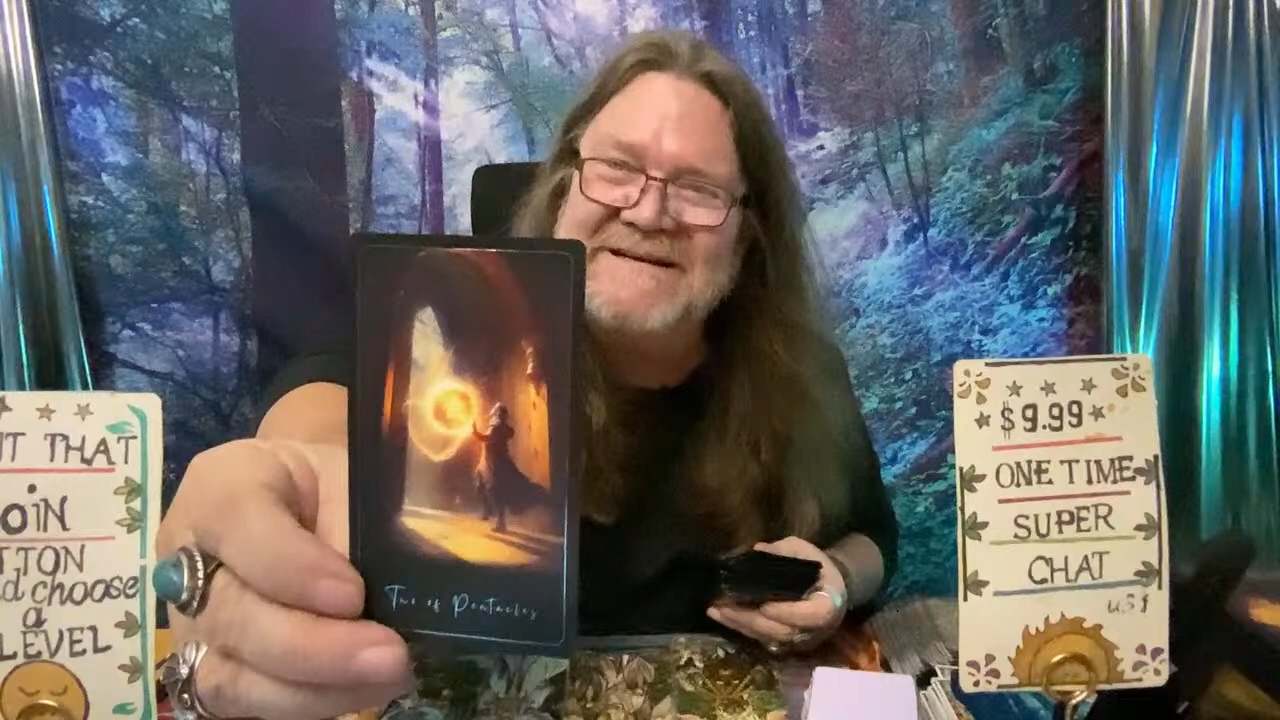 IT THAT
OiN
TTON
d choose
a
LEVEL
Two of Pentacles
$9.99
ONE TIME
SUPER
CHAT
US$